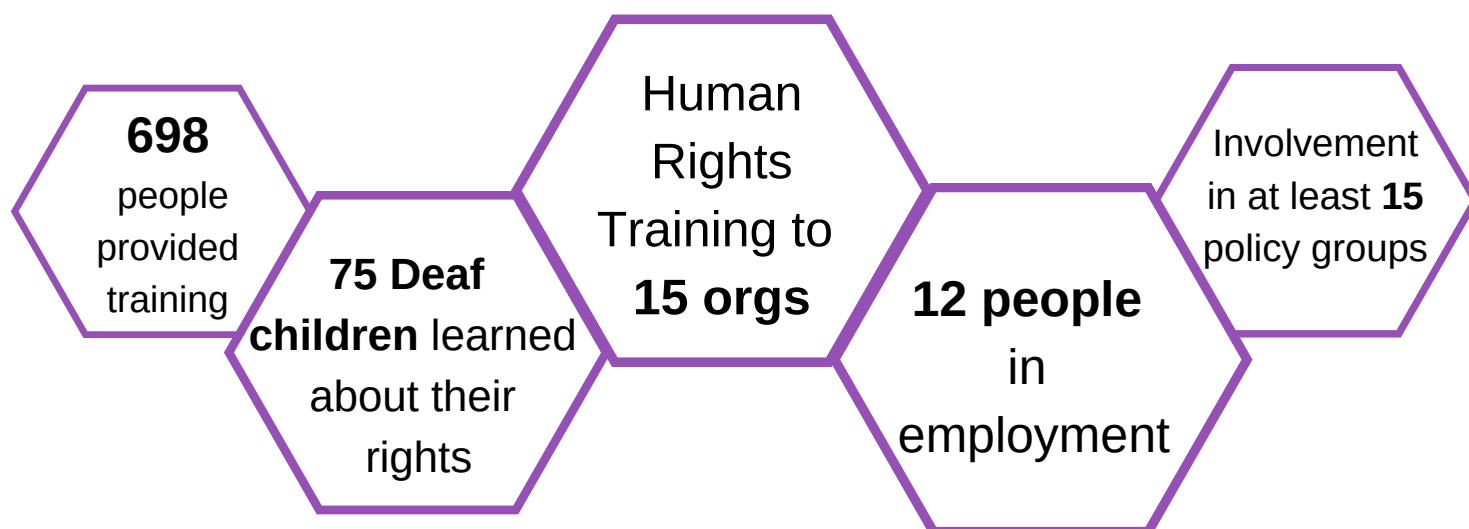 698
people
provided
training
75 Deaf
children learned
about their
rights
Human
Rights
Training to
15 orgs
12 people
in
employment
Involvement
in at least 15
policy groups